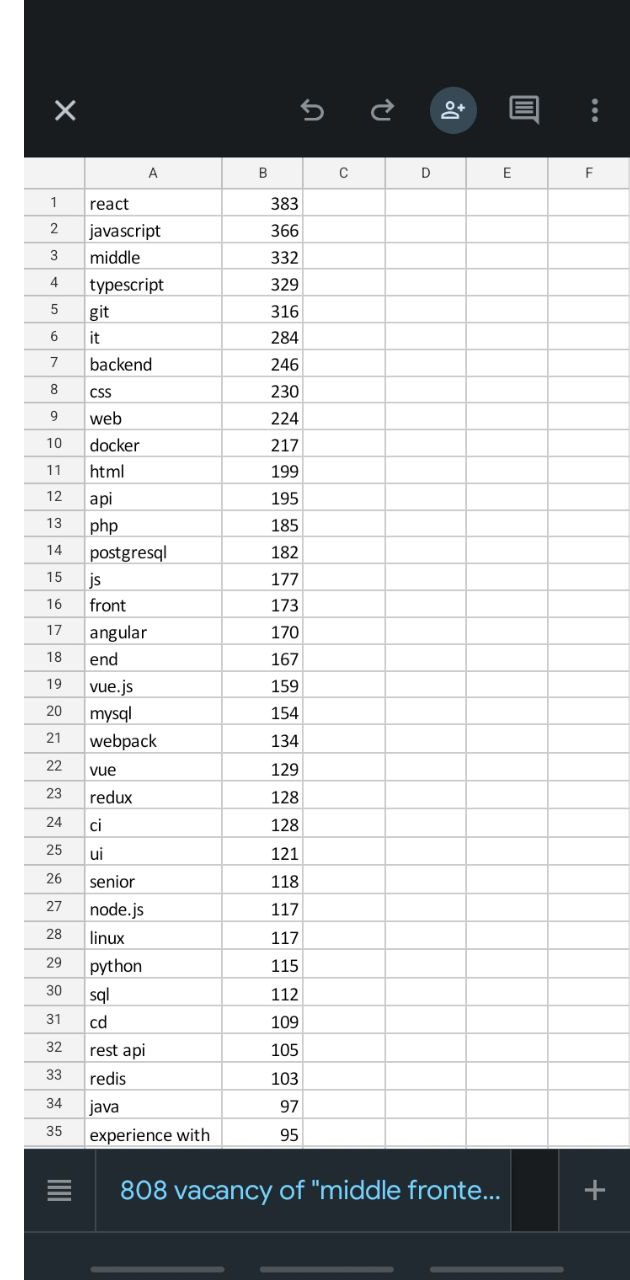 A B C D E F
1 react 383
2 javascript 366
3 middle 332
4 typescript 329
5 git 316
6 it 284
7 backend 246
8 css 230
9 web 224
10 docker 217
11 html 199
12 api 195
13 php 185
14 postgresql 182
15 js 177
16 front 173
17 angular 170
18 end 167
19 vue.js 159
20 mysql 154
21 webpack 134
22 vue 129
23 redux 128
24 ci 128
25 ui 121
26 senior 118
27 node.js 117
28 linux 117
29 python 115
30 sql 112
31 cd 109
32 rest api 105
33 redis 103
34 java 97
35 experience with 95
808 vacancy of "middle fronte...